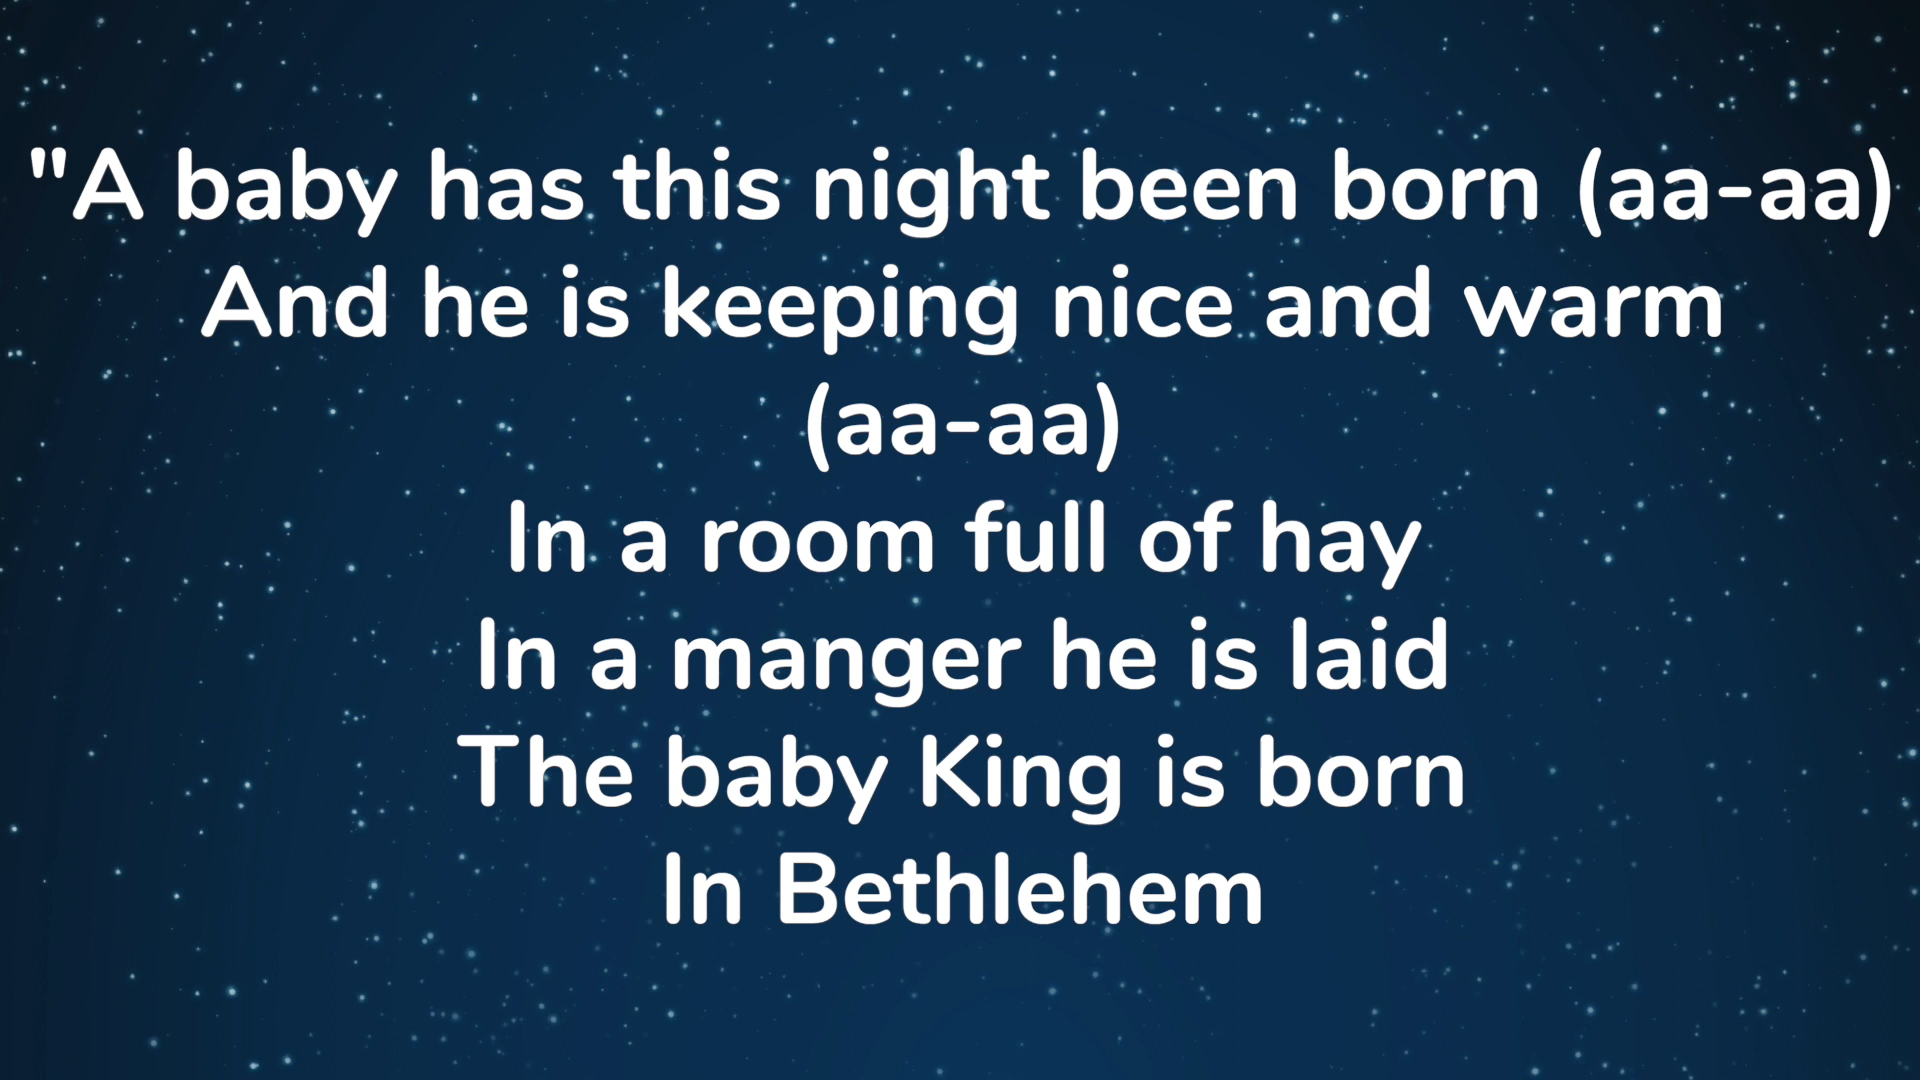 "A baby has this night been born (aa-aa)
And he is keeping nice and warm
(aa-aa)
In a room full of hay
In a manger he is laid
The baby King is born
In Bethlehem